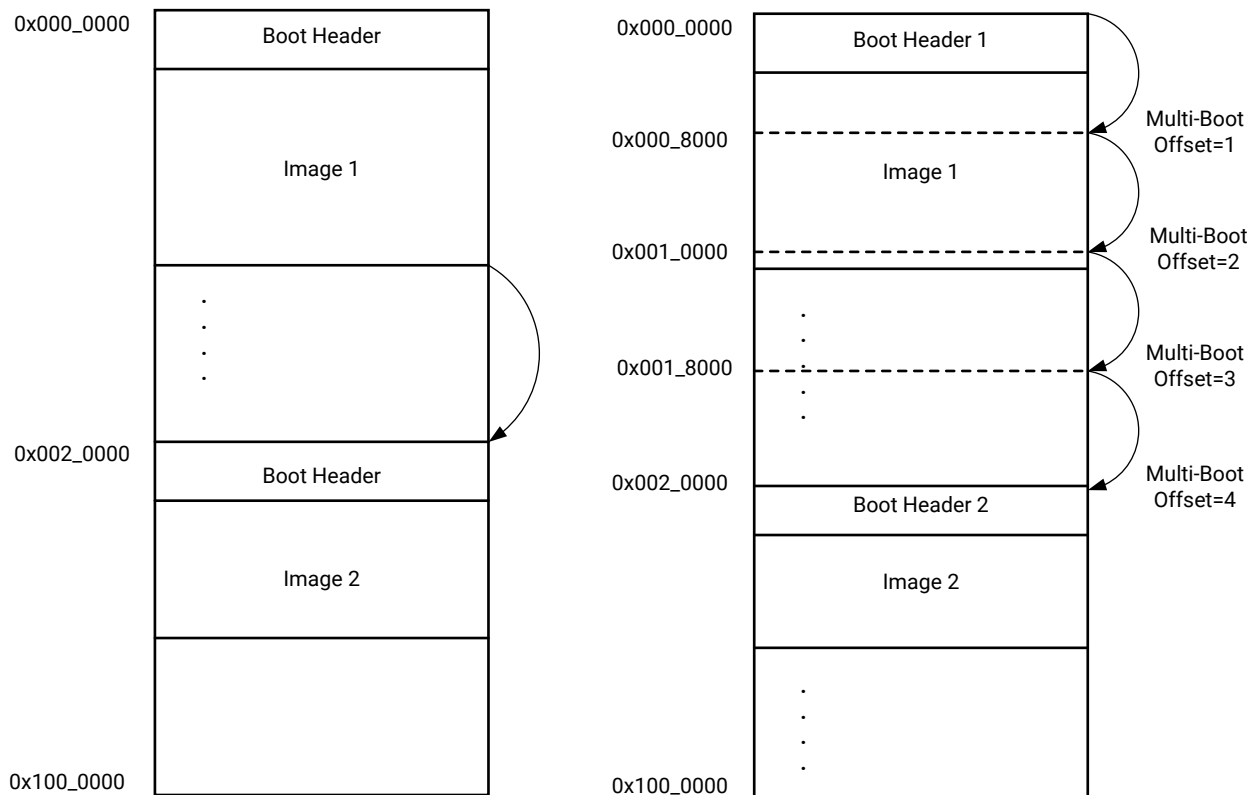 0x000_0000
Boot Header
Image 1
0x002_0000
Boot Header
Image 2
0x100_0000
0x000_0000
Boot Header 1
Multi-Boot
Offset=1
0x000_8000
Image 1
Multi-Boot
Offset=2
0x001_0000
Multi-Boot
Offset=3
0x001_8000
Multi-Boot
Offset=4
0x002_0000
Boot Header 2
Image 2
0x100_0000